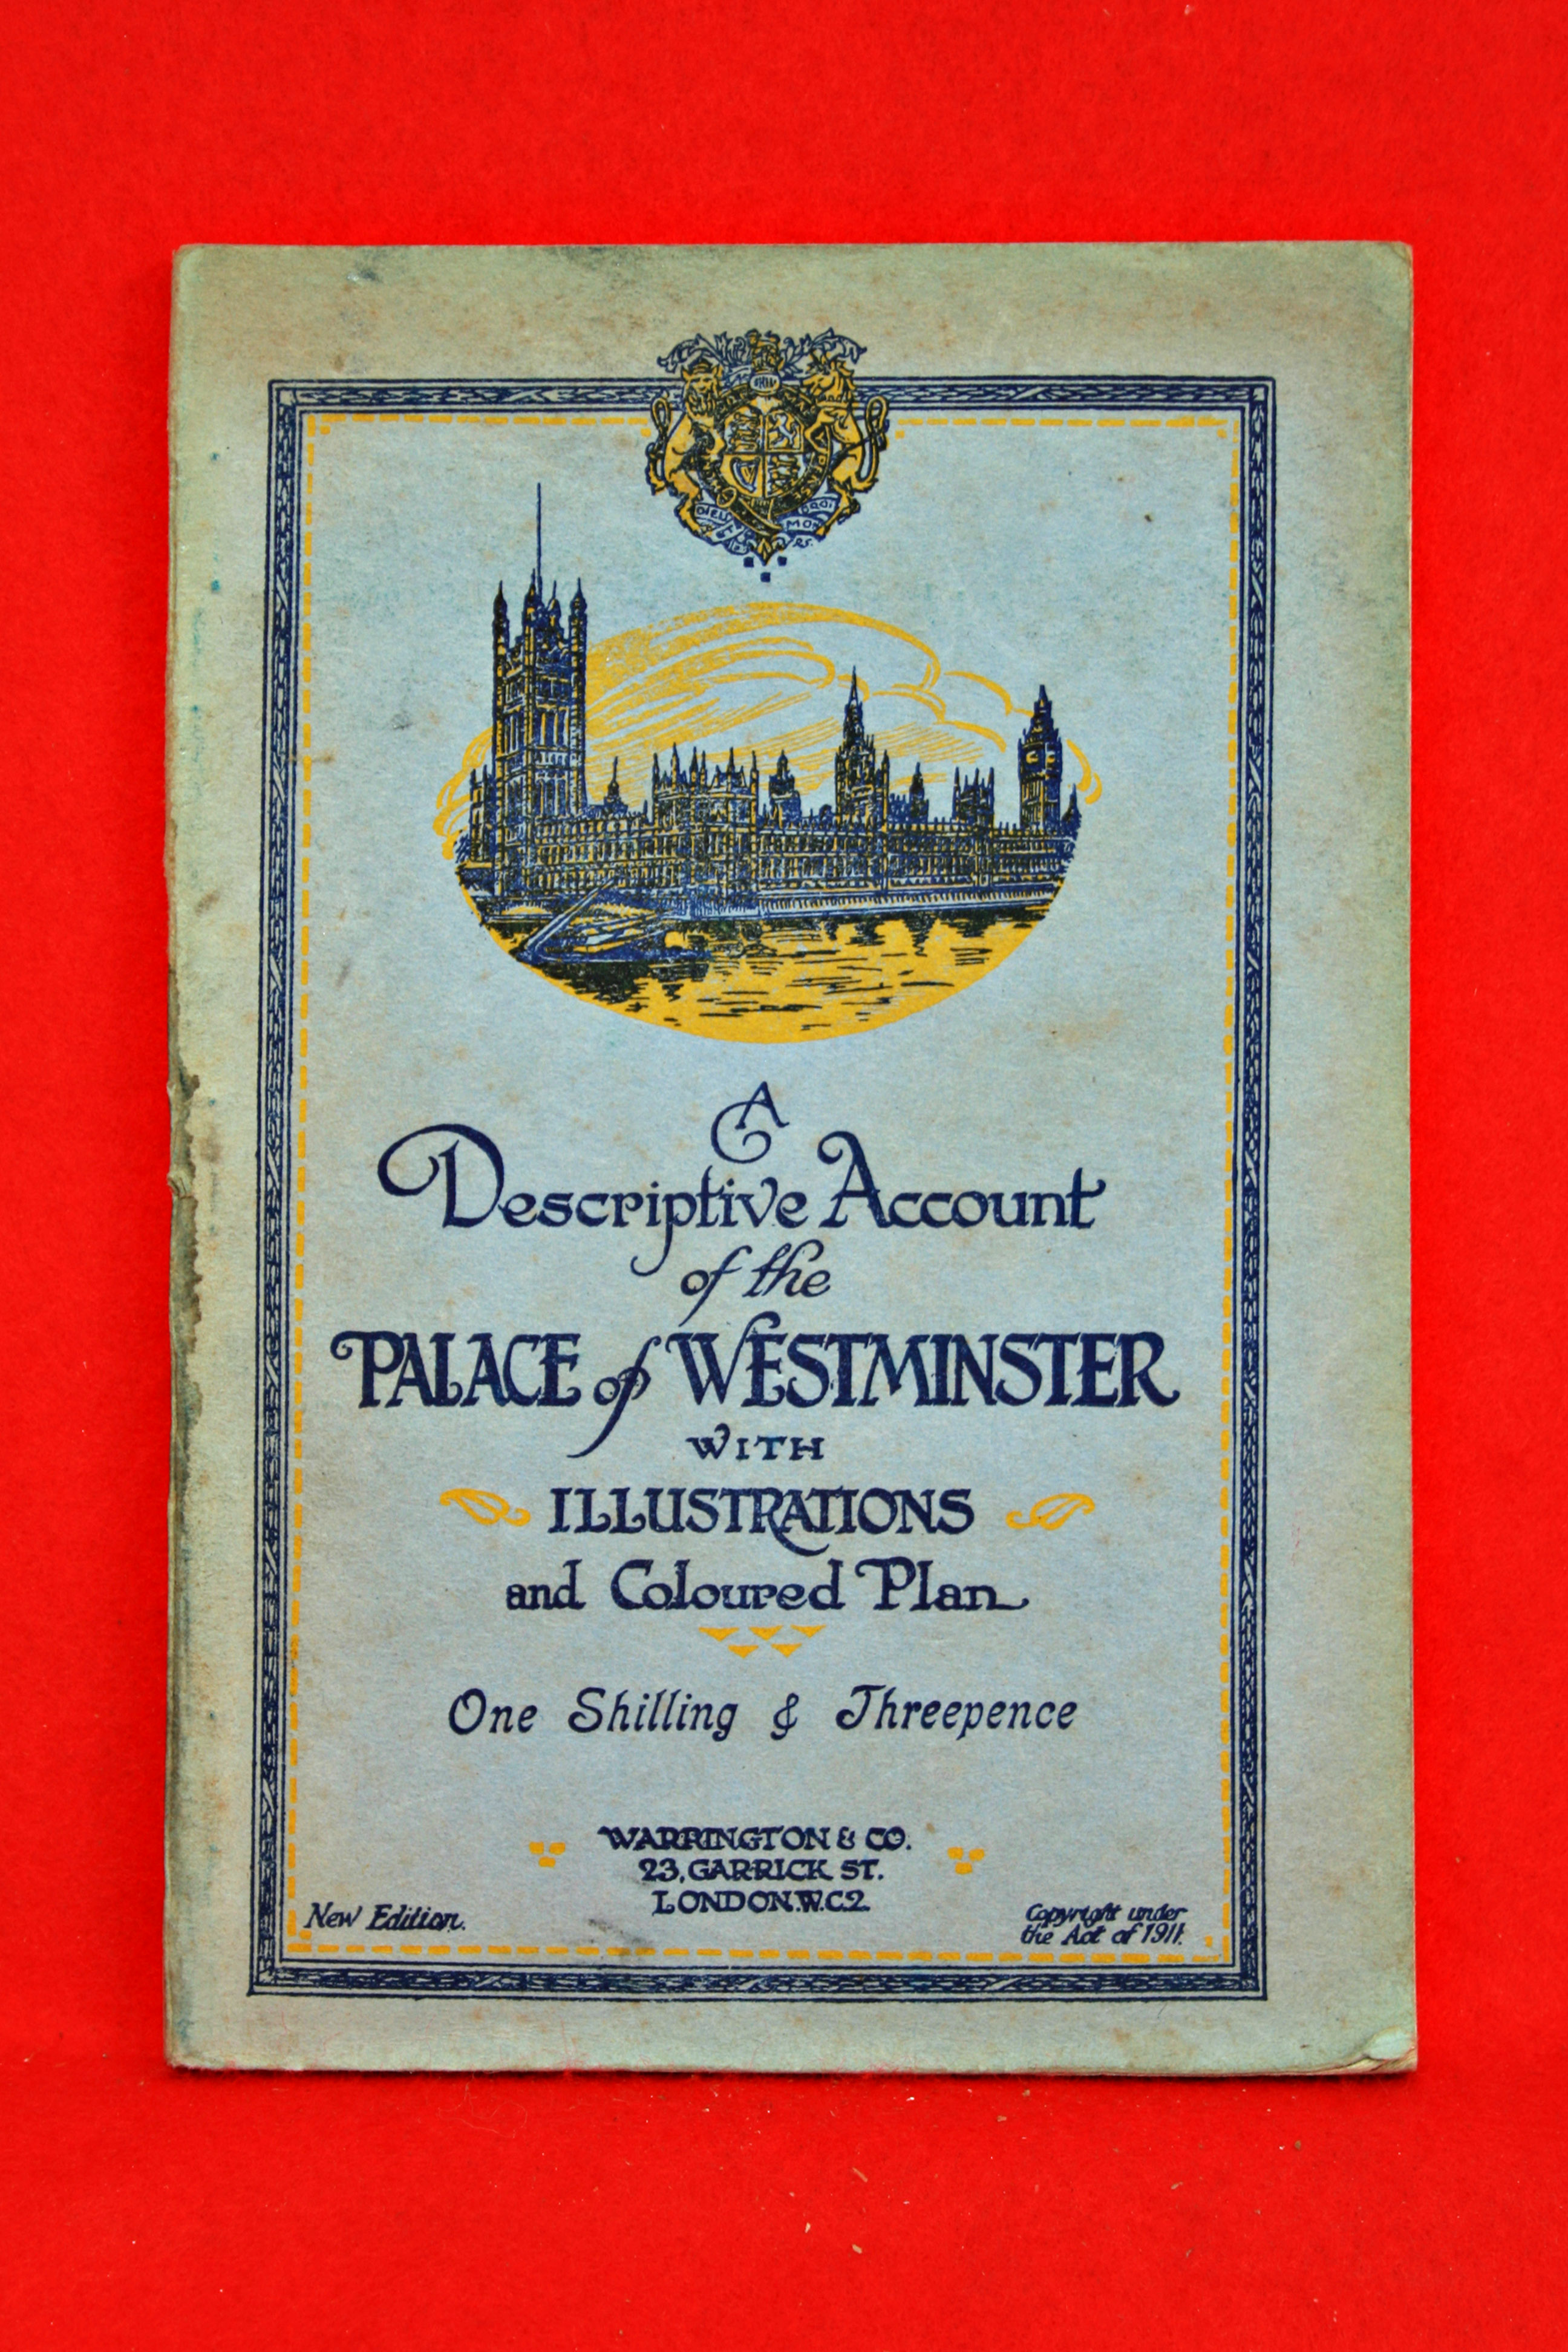 A
Descriptive Account
of the
PALACE of WESTMINSTER
WITH
ILLUSTRATIONS
and Coloured Plan
One Shilling & Threepence
WARRINGTON & CO.
23, GARRICK ST.
LONDON. W.C.2.
New Edition.
Copyright under
the Act of 1911.